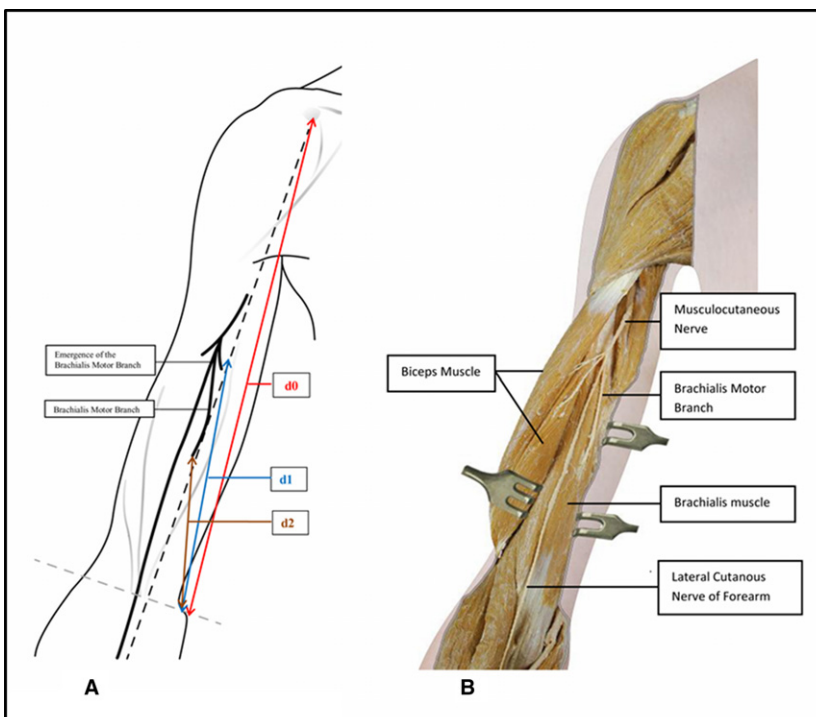 Emergence of the
Brachialis Motor Branch
Brachialis Motor Branch
d0
d1
d2
A
Musculocutaneous
Nerve
Biceps Muscle
Brachialis Motor
Branch
Brachialis muscle
Lateral Cutanous
Nerve of Forearm
B